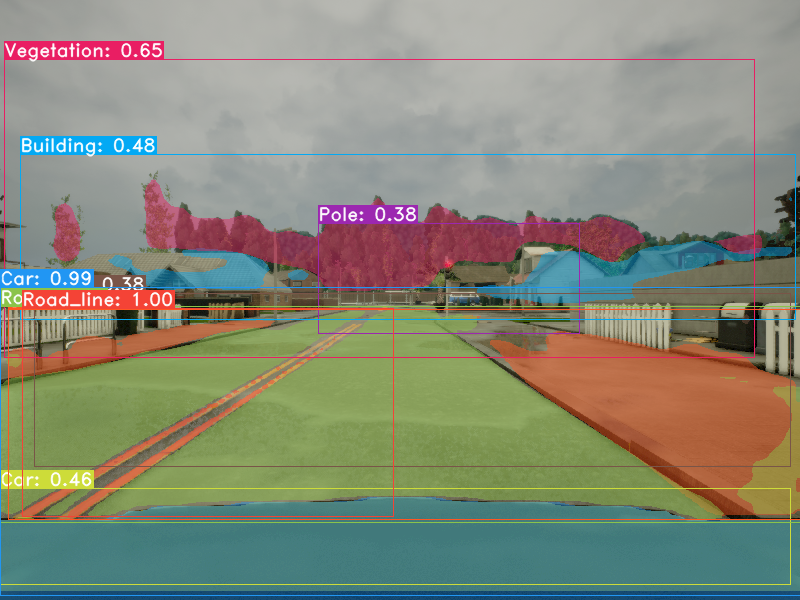 Vegetation: 0.65
Building: 0.48
Pole: 0.38
Car: 0.99
0.38
Ro
Road_line: 1.00
Car: 0.46